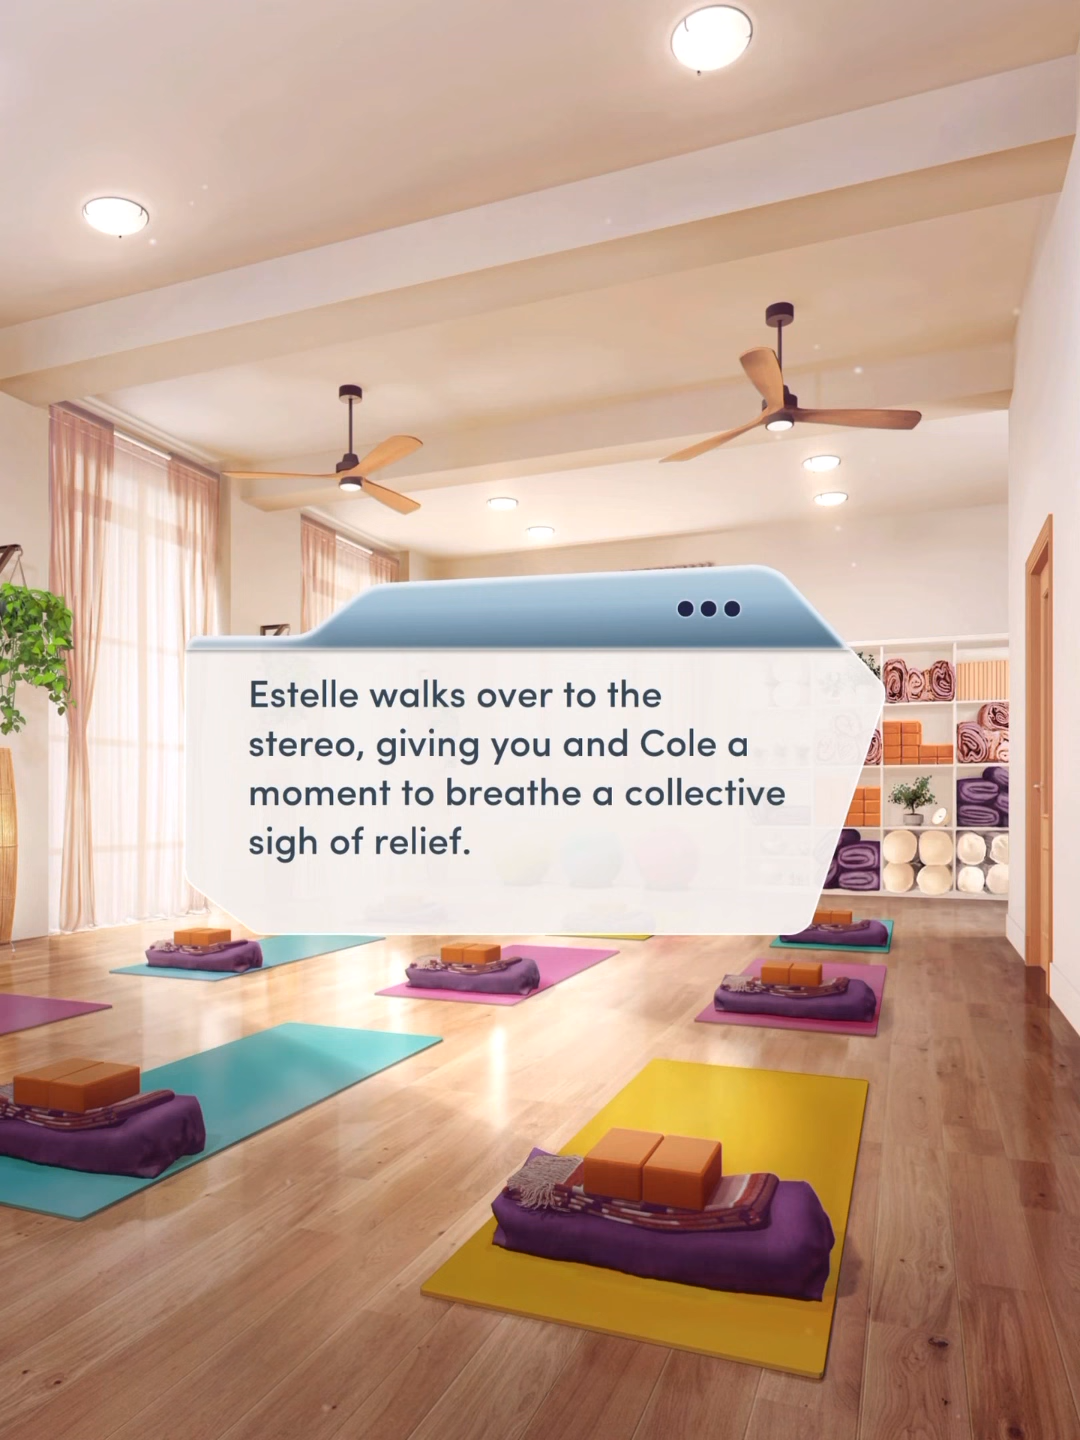 Estelle walks over to the
stereo, giving you and Cole a
moment to breathe a collective
sigh of relief.